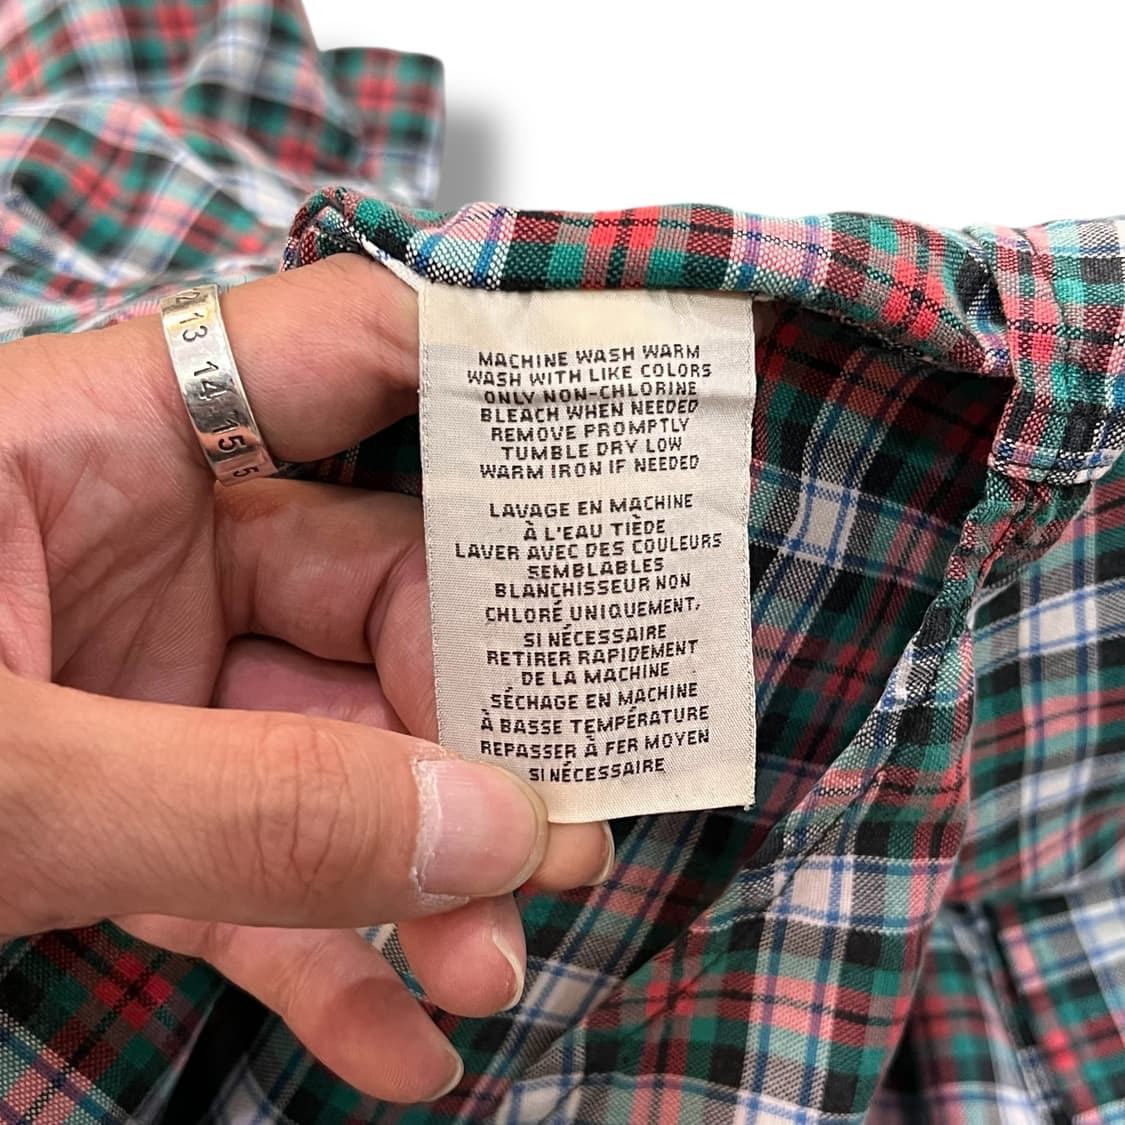 12 13 14 15 5
MACHINE WASH WARM
WASH WITH LIKE COLORS
ONLY NON-CHLORINE
BLEACH WHEN NEEDED
REMOVE PROMPTLY
TUMBLE DRY LOW
WARM IRON IF NEEDED
LAVAGE EN MACHINE
À L'EAU TIÈDE
LAVER AVEC DES COULEURS
SEMBLABLES
BLANCHISSEUR NON
CHLORÉ UNIQUEMENT,
SI NÉCESSAIRE
RETIRER RAPIDEMENT
DE LA MACHINE
SÉCHAGE EN MACHINE
À BASSE TEMPÉRATURE
REPASSER À FER MOYEN
SI NÉCESSAIRE